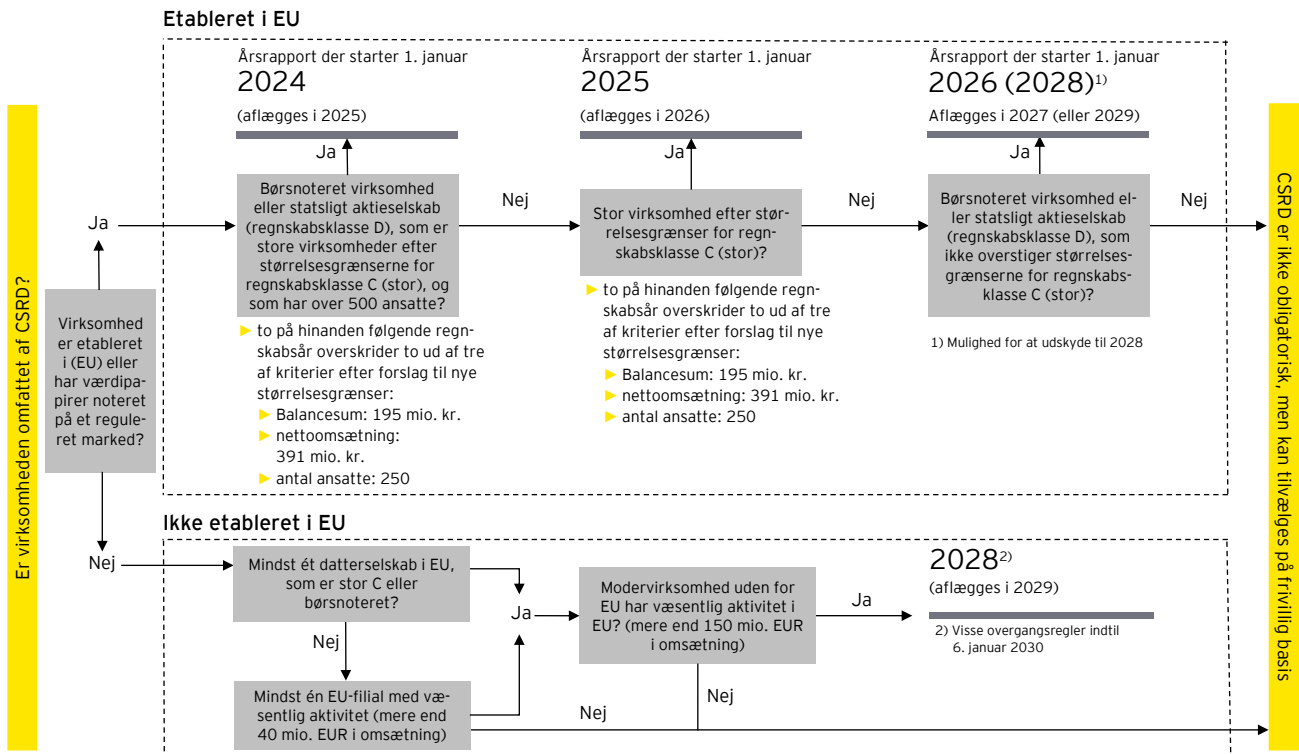 Er virksomheden omfattet af CSRD?
Virksomhed
er etableret
i (EU) eller
har værdipa-
pirer noteret
på et regule-
ret marked?
Ja
Nej
Etableret i EU
Årsrapport der starter 1. januar
2024
(aflægges i 2025)
Ja
Børsnoteret virksomhed
eller statsligt aktieselskab
(regnskabsklasse D), som er
store virksomheder efter
størrelsesgrænserne for
regnskabsklasse C (stor), og
som har over 500 ansatte?
► to på hinanden følgende regn-
skabsår overskrider to ud af tre
af kriterier efter forslag til nye
størrelsesgrænser:
► Balancesum: 195 mio. kr.
► nettoomsætning:
391 mio. kr.
► antal ansatte: 250
Nej
Årsrapport der starter 1. januar
2025
(aflægges i 2026)
Ja
Stor virksomhed efter stør-
relsesgrænser for regn-
skabsklasse C (stor)?
► to på hinanden følgende regn-
skabsår overskrider to ud af tre
af kriterier efter forslag til nye
størrelsesgrænser:
► Balancesum: 195 mio. kr.
► nettoomsætning: 391 mio. kr.
► antal ansatte: 250
Nej
Årsrapport der starter 1. januar
2026 (2028)1)
Aflægges i 2027 (eller 2029)
Ja
Børsnoteret virksomhed el-
ller statsligt aktieselskab
(regnskabsklasse D), som
ikke overstiger størrelses-
grænserne for regnskabs-
klasse C (stor)?
1) Mulighed for at udskyde til 2028
Nej
Ikke etableret i EU
Mindst ét datterselskab i EU,
som er stor C eller
børsnoteret?
Nej
Mindst én EU-filial med væ-
sentlig aktivitet (mere end
40 mio. EUR i omsætning)
Ja
Nej
Modervirksomhed uden for
EU har væsentlig aktivitet i
EU? (mere end 150 mio. EUR
i omsætning)
Nej
Ja
20282)
(aflægges i 2029)
2) Visse overgangsregler indtil
6. januar 2030
CSRD er ikke obligatorisk, men kan tilvælges på frivillig basis